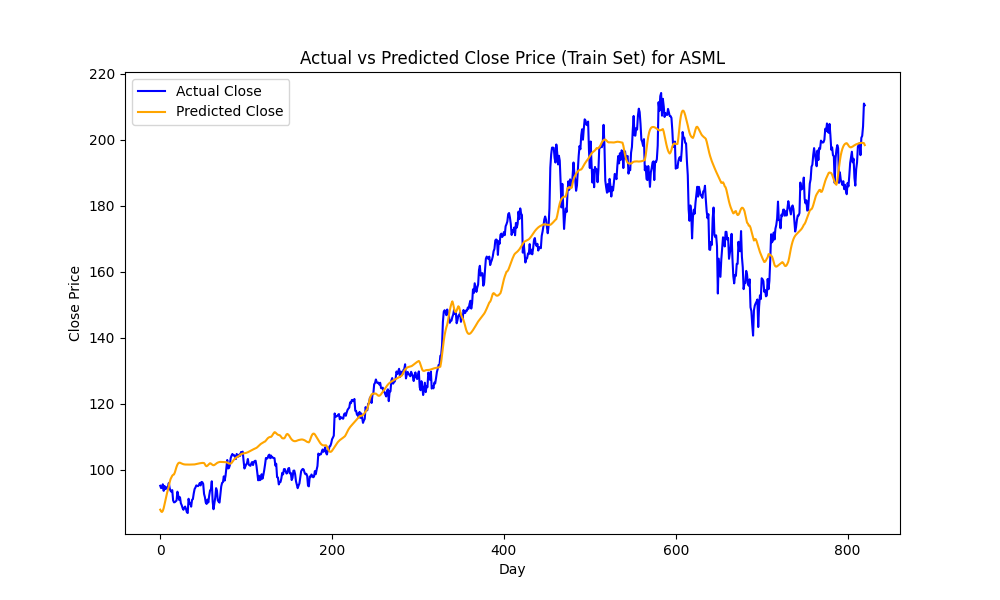 Actual vs Predicted Close Price (Train Set) for ASML
Actual Close
Predicted Close
Close Price
220
200
180
160
140
120
100
0 200 400 600 800
Day